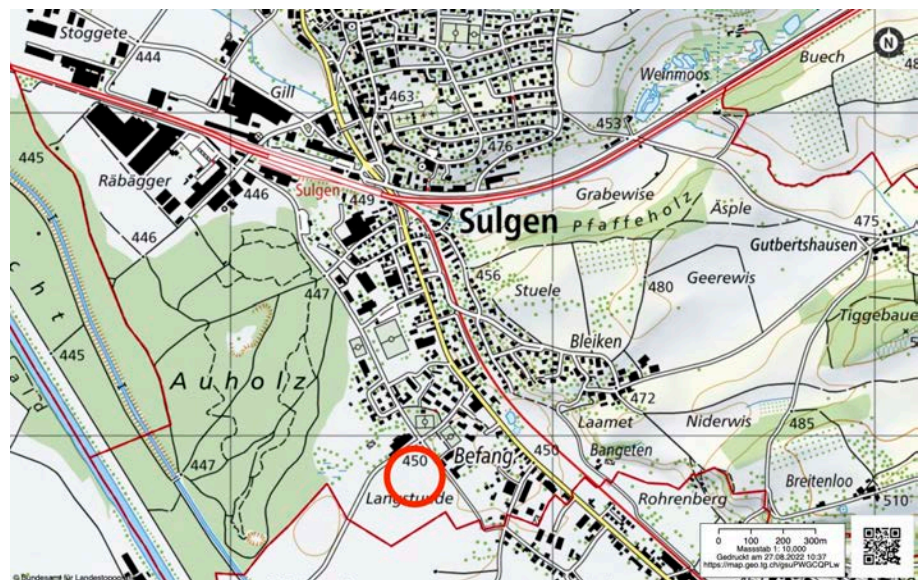 Stoggete
444
Gill
463
476
Weinmoos
Buech
N
453
445
Räbägger
446
446
Sulgen
449
Sulgen
Grabewise
Pfaffeholz
Äsple
475
Gutbertshausen
456
Stuele
480
Geerewis
Tiggebaue
447
445
Auholz
Bleiken
472
Laamet
Niderwis
485
Bangeten
447
450
Befang
450
Langstunde
Rohrenberg
Breitenloo
510
0 100 200 300m
Massstab 1: 10,000
Gedruckt am 27.08.2022 10:37
https://map.geo.tg.ch/gsuPWGCQPLw